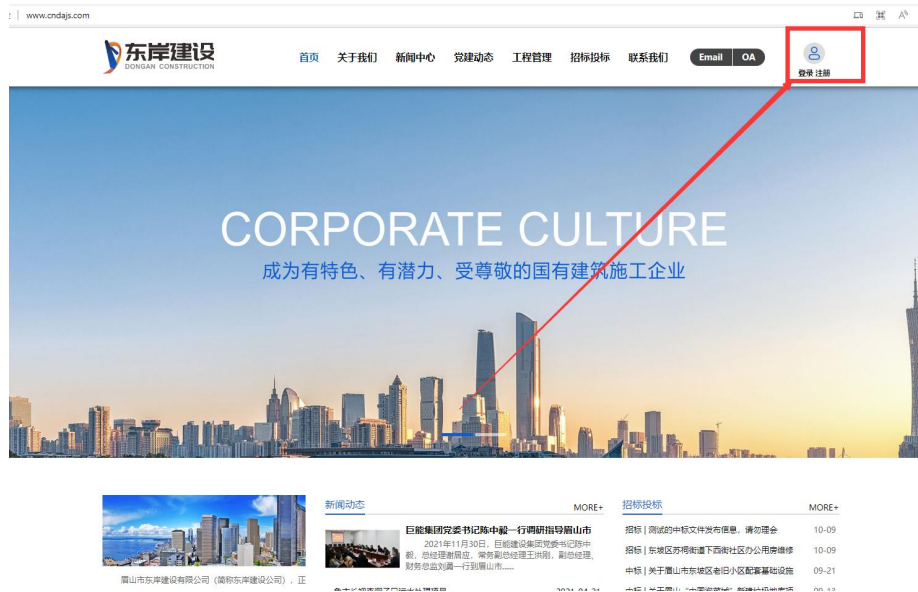 www.cndajs.com
东岸建设
DONGAN CONSTRUCTION
首页 关于我们 新闻中心 党建动态 工程管理 招标投标 联系我们 Email OA
登录 注册
CORPORATE CULTURE
成为有特色、有潜力、受尊敬的国有建筑施工企业
新闻动态 MORE+
巨能集团党委书记陈中毅一行调研指导眉山市
2021年11月30日，巨能建设集团党委书记陈中
毅，总经理谢居应，常务副总经理王洪刚，副总经理、
财务总监刘勇一行到眉山市......
2021-04-21
招标投标 MORE+
招标 | 测试的中标文件发布信息，请勿理会 10-09
招标 | 东坡区苏祠街道下西街社区办公用房维修 10-09
中标 | 关于眉山市东坡区老旧小区配套基础设施 09-21
09-13
眉山市东岸建设有限公司（简称东岸建设公司），正